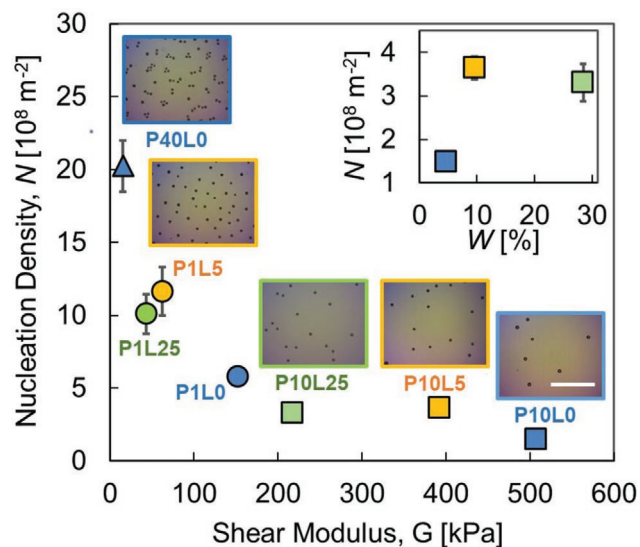 Nucleation Density, N [10⁸ m⁻²]
30
25
20
15
10
5
0
P40L0
P1L5
P1L25
P1L0
P10L25
P10L5
P10L0
N [10⁸ m⁻²]
4
3
2
1
0 10 20 30
W [%]
0 100 200 300 400 500 600
Shear Modulus, G [kPa]